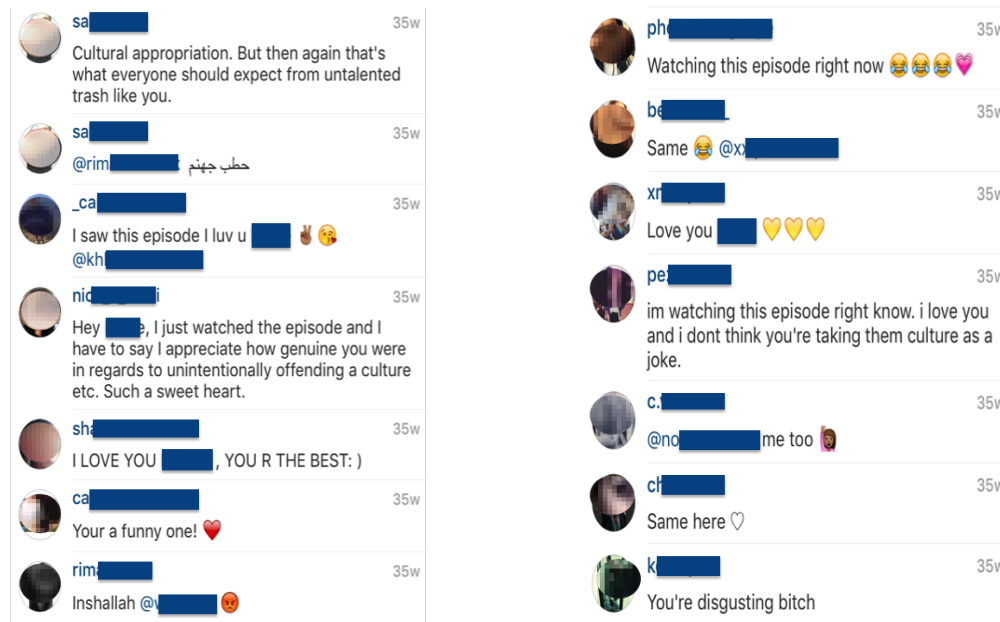 sa
35w
Cultural appropriation. But then again that's
what everyone should expect from untalented
trash like you.
sa
35w
@rim حطب جهنم
_ca
35w
I saw this episode I luv u ✌🏽😘
@kh
nic i
35w
Hey e, I just watched the episode and I
have to say I appreciate how genuine you were
in regards to unintentionally offending a culture
etc. Such a sweet heart.
sha
35w
I LOVE YOU , YOU R THE BEST: )
ca
35w
Your a funny one! ❤️
rim
35w
Inshallah @ 😡
ph
35w
Watching this episode right now 😂😂😂💗
be
35w
Same 😂 @x
x
35w
Love you 💛💛💛
pe
35w
im watching this episode right know. i love you
and i dont think you're taking them culture as a
joke.
c.
35w
@no me too 🙋🏽
ch
35w
Same here ♡
k
35w
You're disgusting bitch